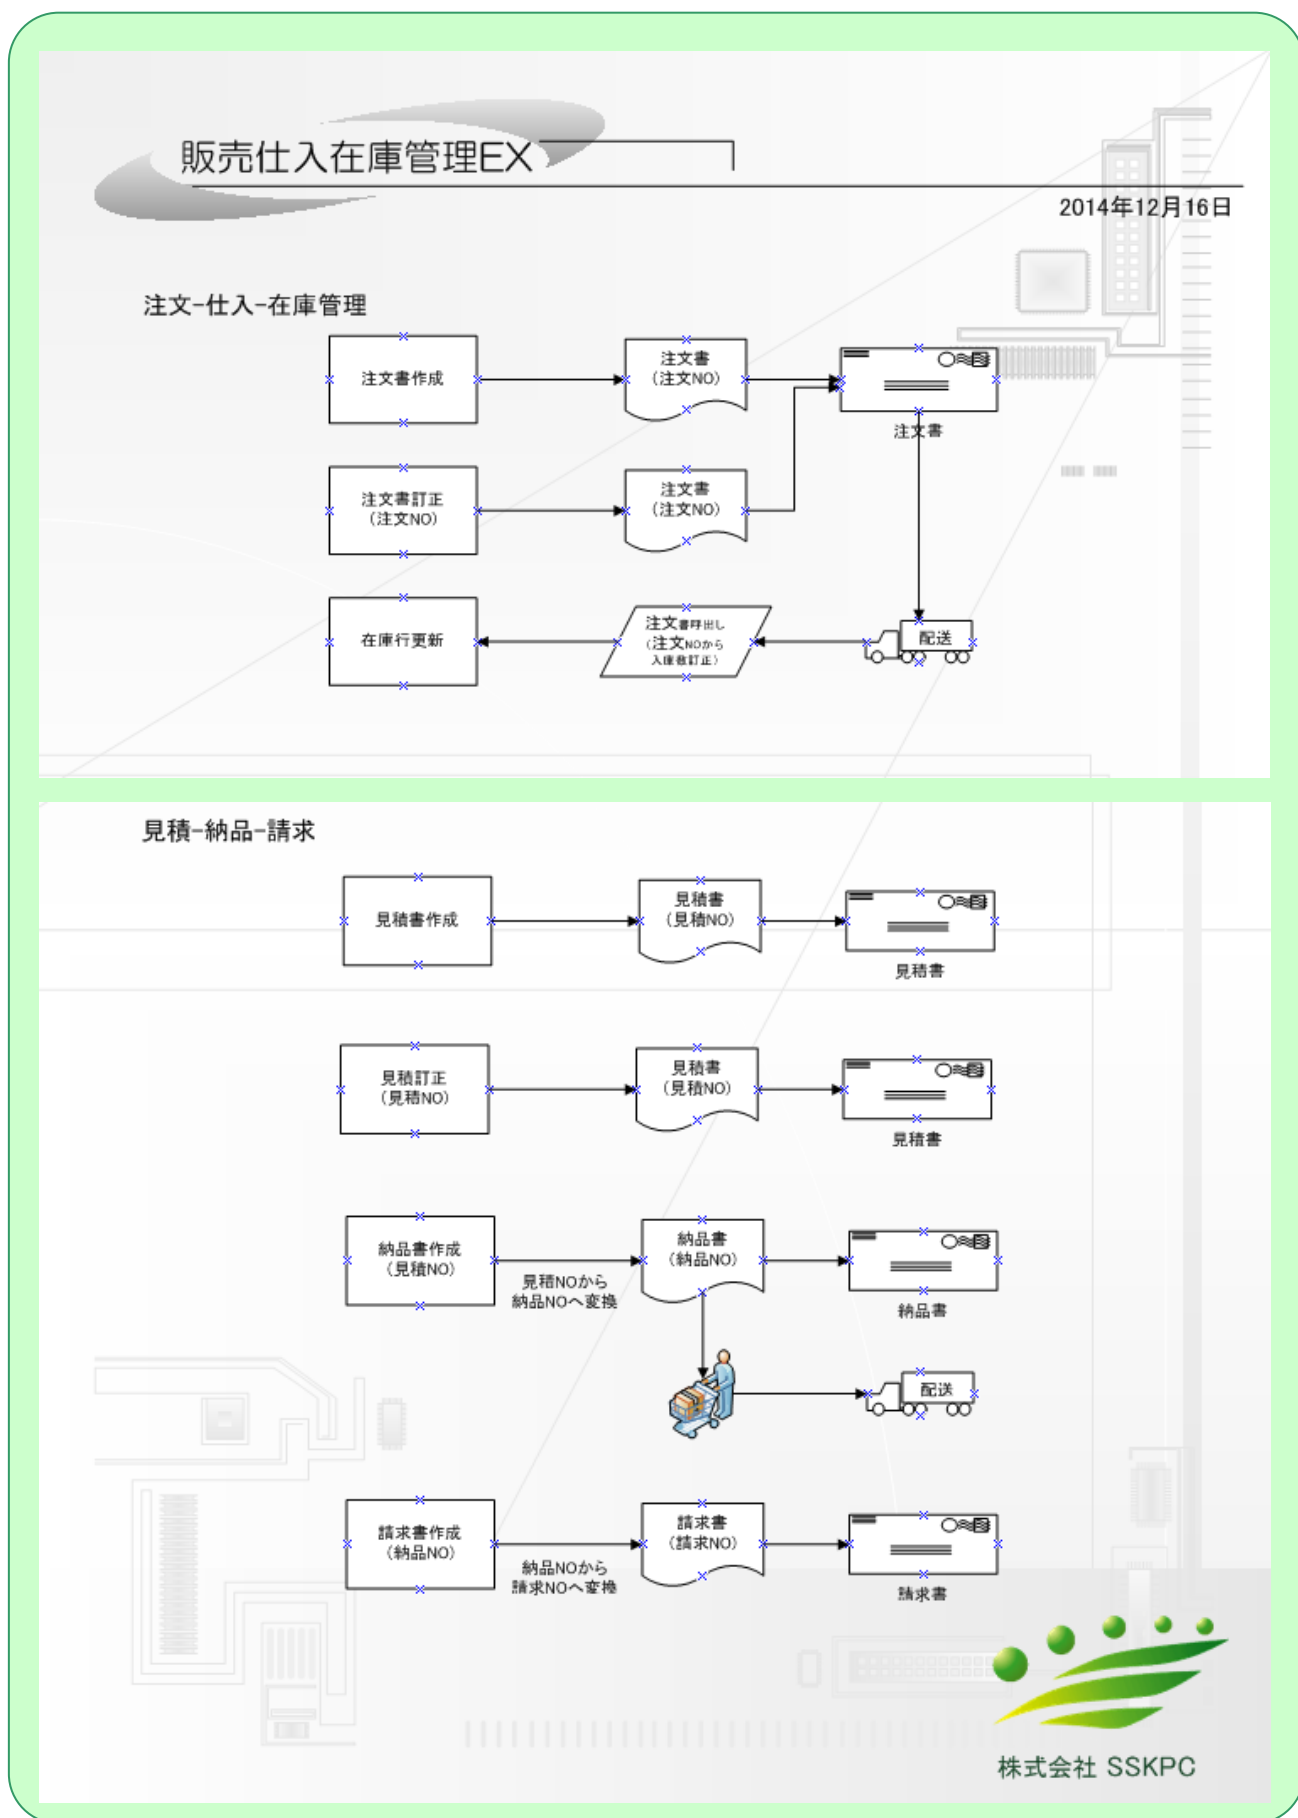 販売仕入在庫管理EX
2014年12月16日
注文-仕入-在庫管理
注文書作成
注文書
(注文NO)
注文書
注文書訂正
(注文NO)
注文書
(注文NO)
在庫行更新
注文書呼出し
(注文NOから
入庫数訂正)
配送
見積-納品-請求
見積書作成
見積書
(見積NO)
見積書
見積訂正
(見積NO)
見積書
(見積NO)
見積書
納品書作成
(見積NO)
見積NOから
納品NOへ変換
納品書
(納品NO)
納品書
配送
請求書作成
(納品NO)
納品NOから
請求NOへ変換
請求書
(請求NO)
請求書
株式会社 SSKPC